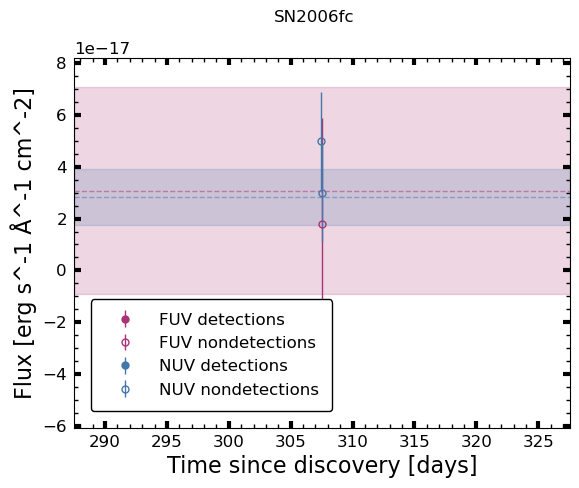 SN2006fc
1e−17
8
6
4
2
0
−2
−4
−6
Flux [erg s^-1 Å^-1 cm^-2]
FUV detections
FUV nondetections
NUV detections
NUV nondetections
290 295 300 305 310 315 320 325
Time since discovery [days]